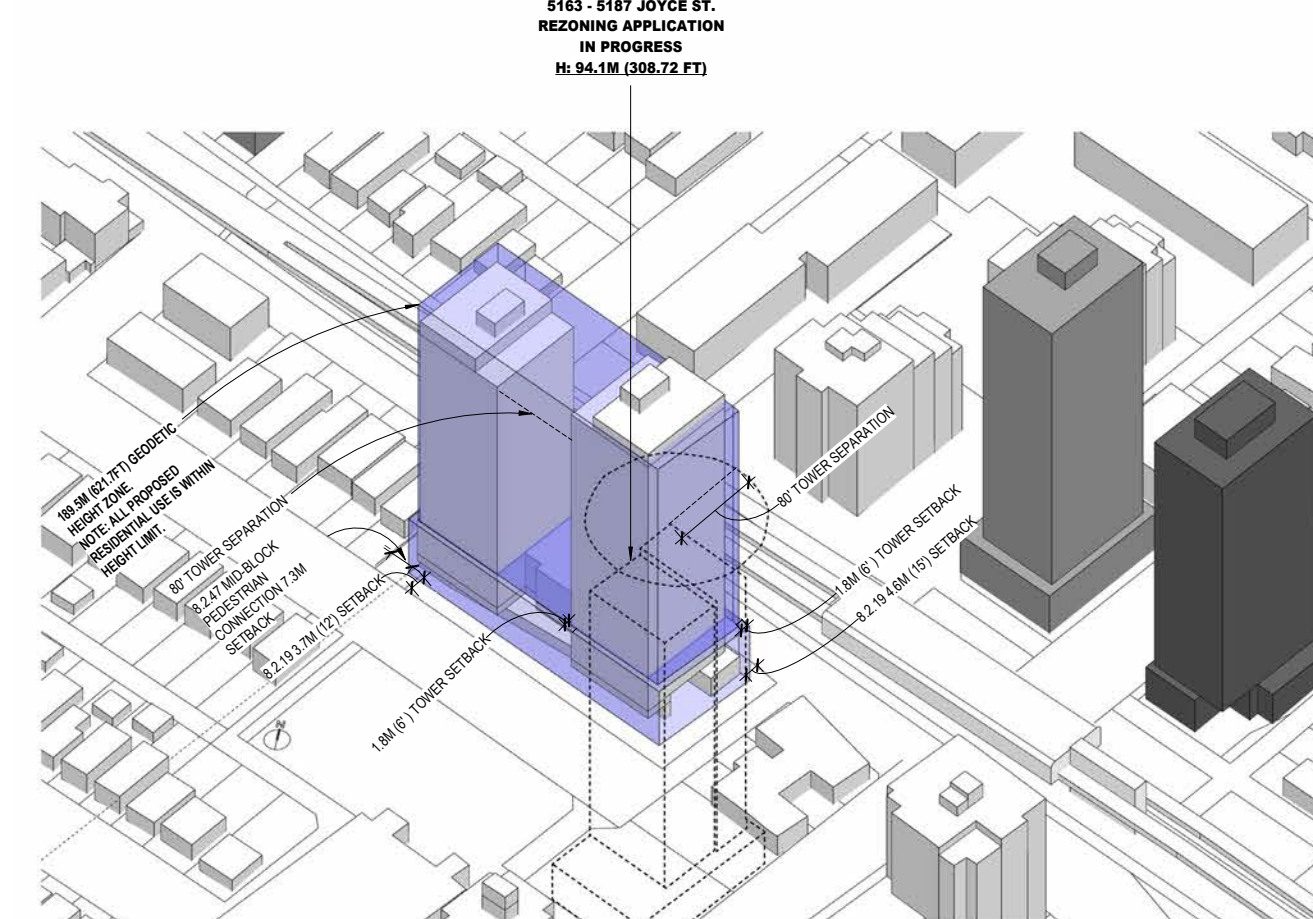 5163 - 5187 JOYCE ST.
REZONING APPLICATION
IN PROGRESS
H: 94.1M (308.72 FT)
189.5M (621.7FT) GEODETIC
HEIGHT ZONE.
NOTE: ALL PROPOSED
RESIDENTIAL USE IS WITHIN
HEIGHT LIMIT.
80' TOWER SEPARATION
8.2.47 MID-BLOCK
PEDESTRIAN
CONNECTION 7.3M
SETBACK
8.2.19 3.7M (12') SETBACK
1.8M (6') TOWER SETBACK
80' TOWER SEPARATION
1.8M (6') TOWER SETBACK
8.2.19 4.6M (15') SETBACK
N